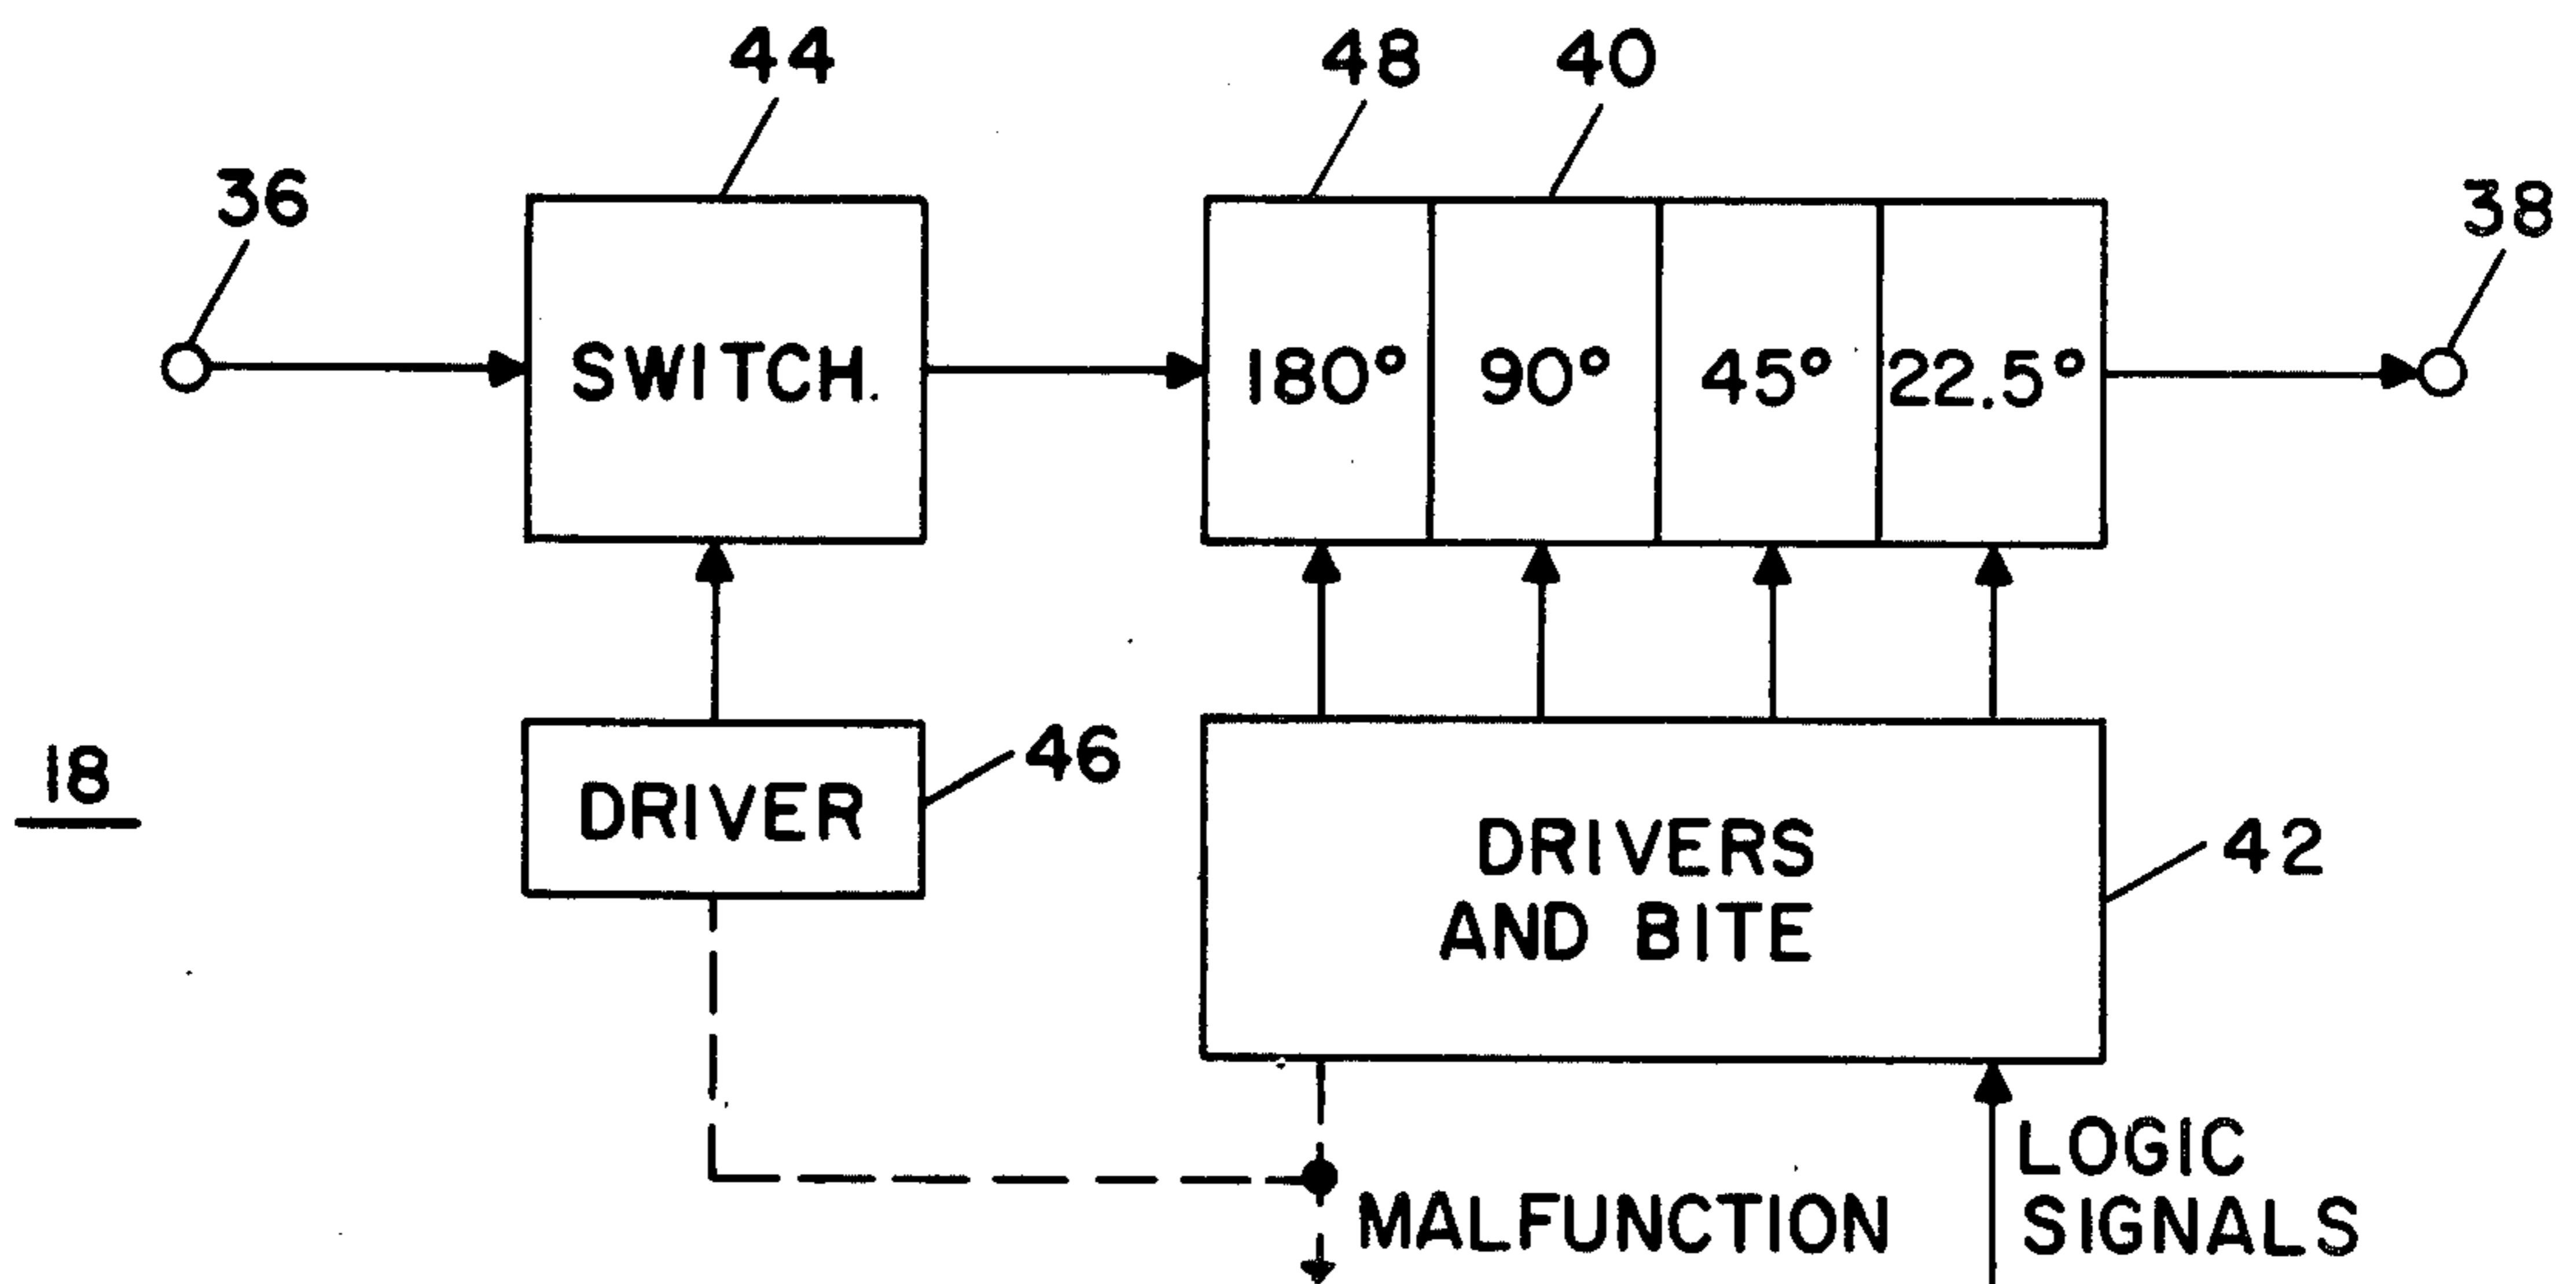 44
48
40
36
38
SWITCH
180°
90°
45°
22.5°
18
DRIVER
46
DRIVERS
AND BITE
42
LOGIC
SIGNALS
MALFUNCTION